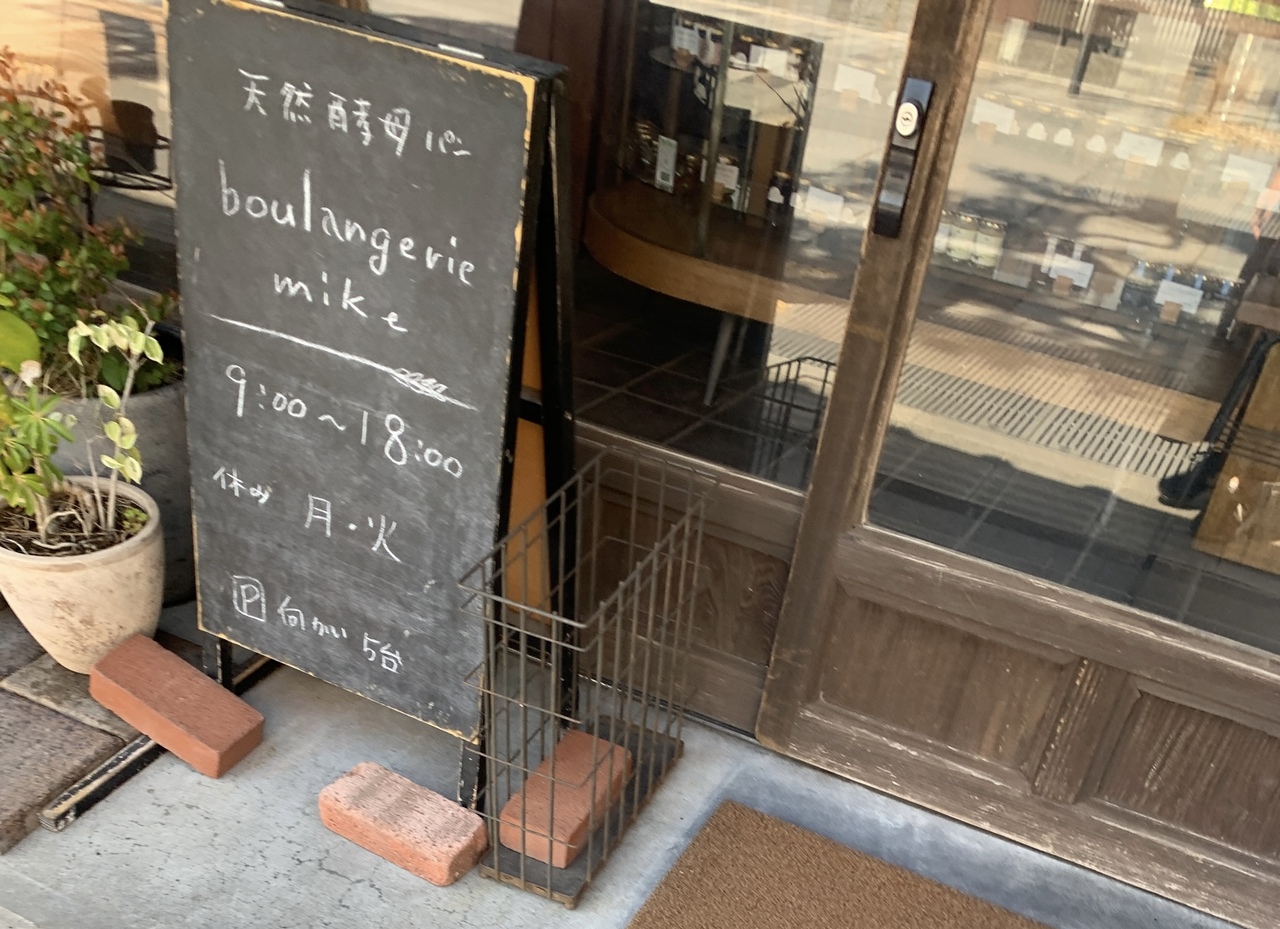 天然酵母パン
boulangerie
mike
9:00~18:00
休み 月・火
P 向かい 5台